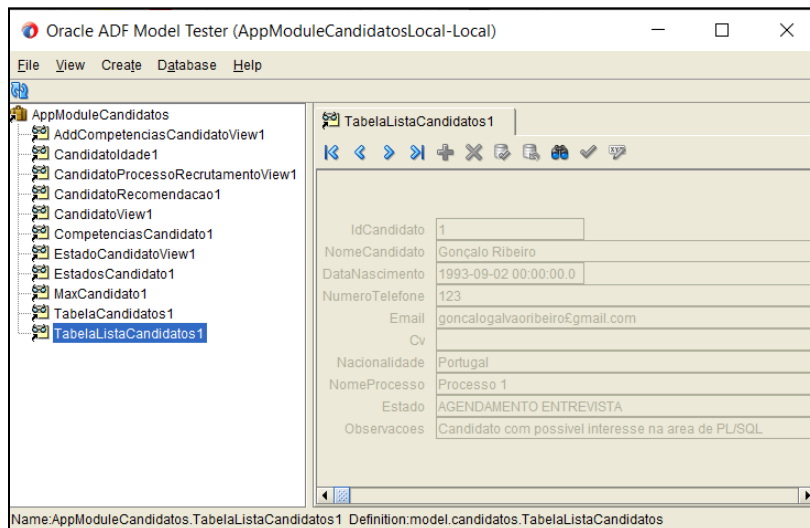 Oracle ADF Model Tester (AppModuleCandidatosLocal-Local)
File View Create Database Help
AppModuleCandidatos
AddCompetenciasCandidatoView1
CandidatoIdade1
CandidatoProcessoRecrutamentoView1
CandidatoRecomendacao1
CandidatoView1
CompetenciasCandidato1
EstadoCandidatoView1
EstadosCandidato1
MaxCandidato1
TabelaCandidatos1
TabelaListaCandidatos1
TabelaListaCandidatos1
IdCandidato 1
NomeCandidato Gonçalo Ribeiro
DataNascimento 1993-09-02 00:00:00.0
NumeroTelefone 123
Email goncalogalvaoribeiro£gmail.com
Cv
Nacionalidade Portugal
NomeProcesso Processo 1
Estado AGENDAMENTO ENTREVISTA
Observacoes Candidato com possivel interesse na area de PL/SQL
Name:AppModuleCandidatos.TabelaListaCandidatos1 Definition:model.candidatos.TabelaListaCandidatos